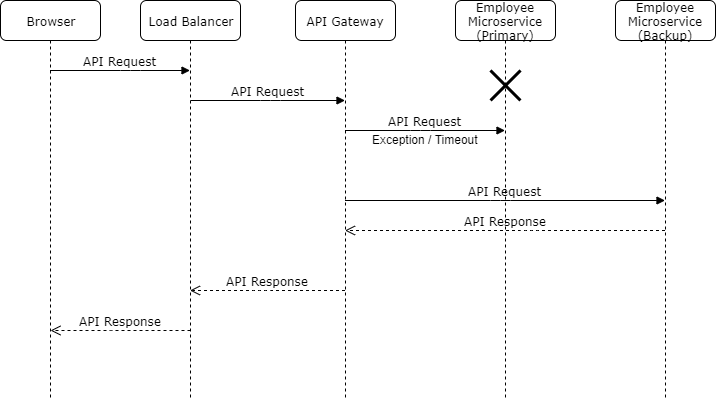 Browser
Load Balancer
API Gateway
Employee
Microservice
(Primary)
Employee
Microservice
(Backup)
API Request
API Request
API Request
Exception / Timeout
API Request
API Response
API Response
API Response